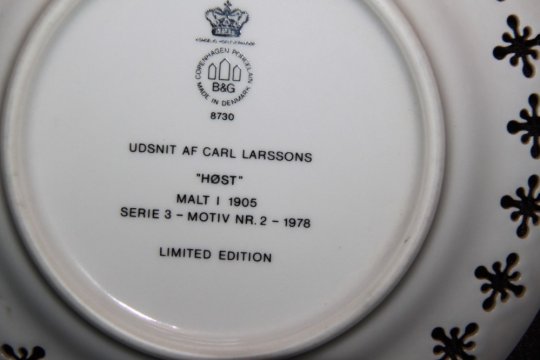 COPENHAGEN PORCELAIN
B&G
MADE IN DENMARK
8730
UDSNIT AF CARL LARSSONS
"HØST"
MALT I 1905
SERIE 3 – MOTIV NR. 2 – 1978
LIMITED EDITION